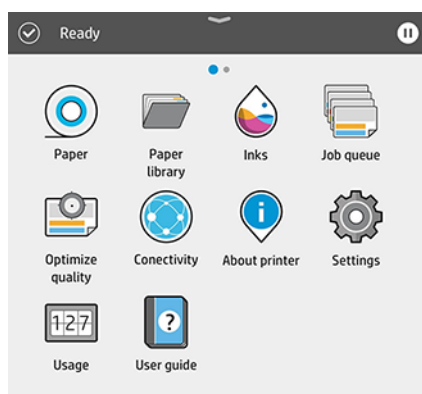 Ready
Paper
Paper
library
Inks
Job queue
Optimize
quality
Conectivity
About printer
Settings
127
Usage
User guide